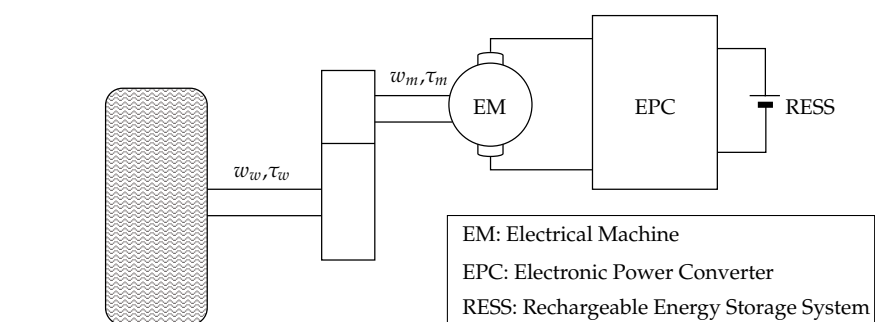 w_m,τ_m
EM
EPC
RESS
w_w,τ_w
EM: Electrical Machine
EPC: Electronic Power Converter
RESS: Rechargeable Energy Storage System